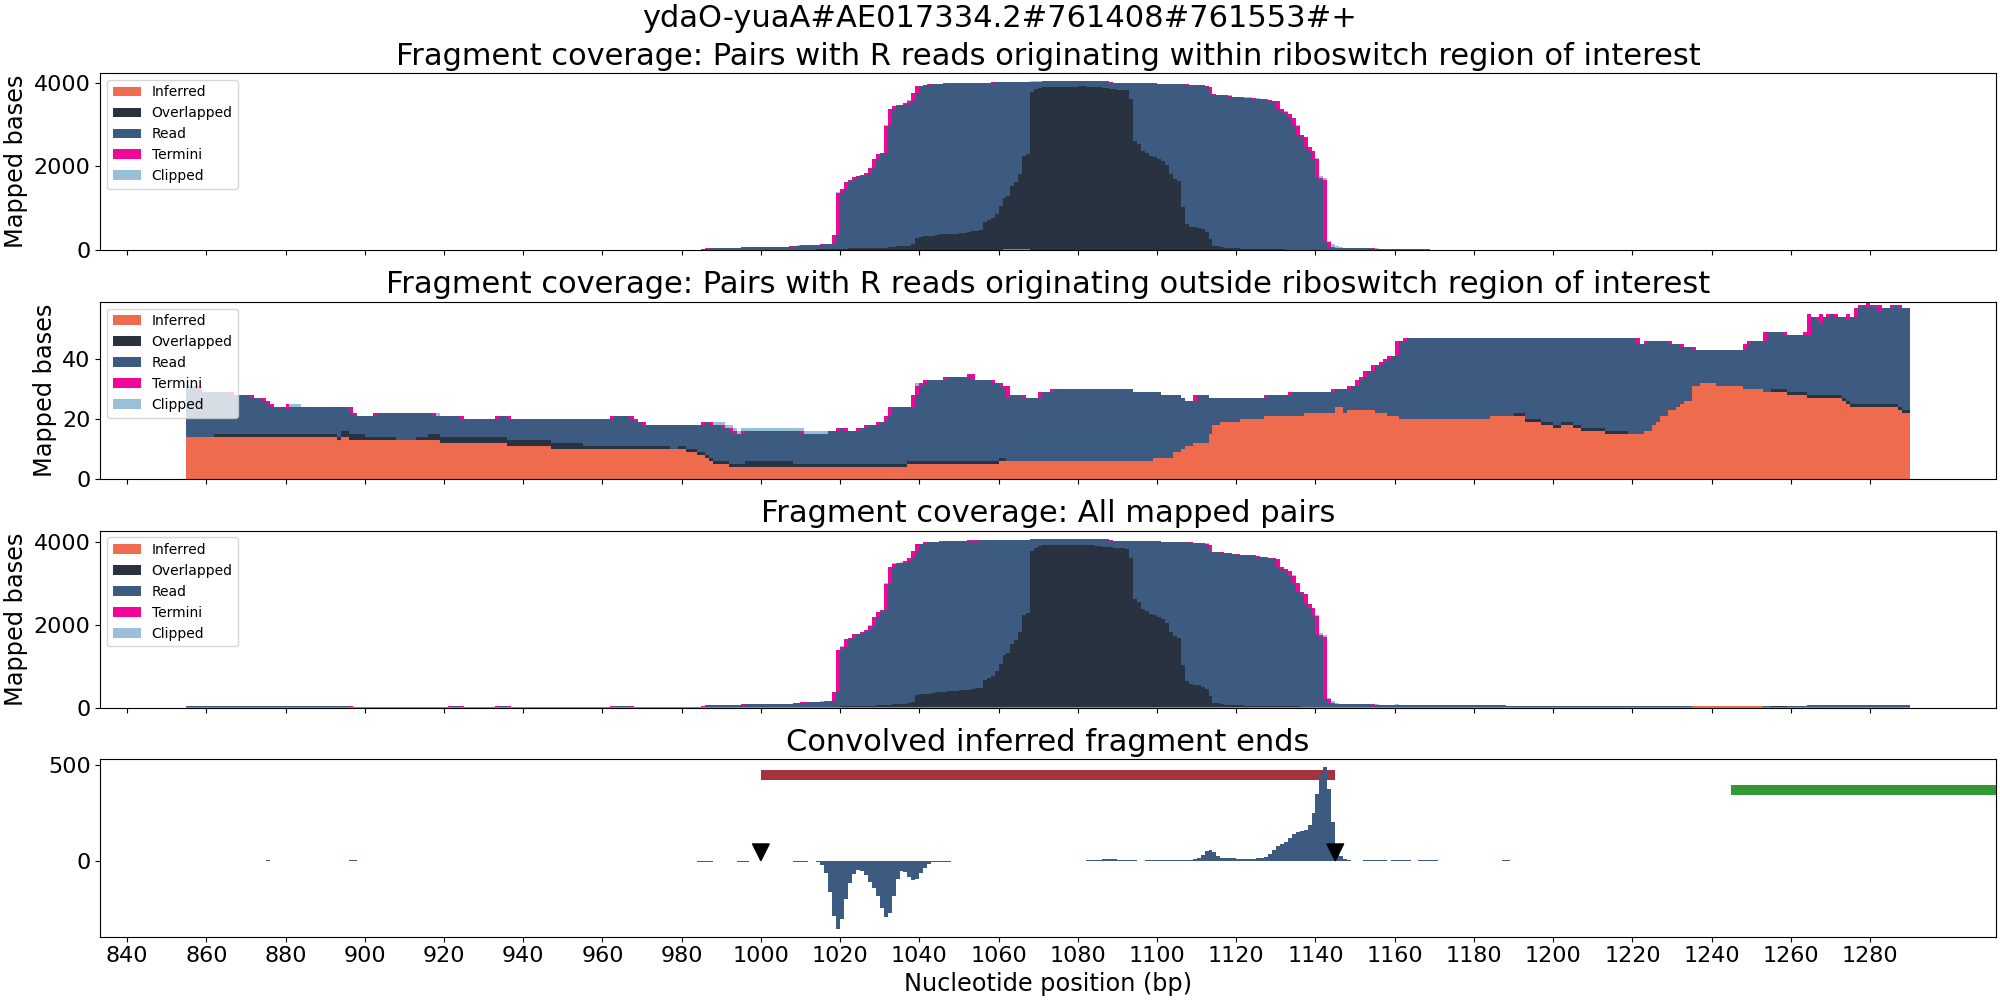 ydaO-yuaA#AE017334.2#761408#761553#+
Fragment coverage: Pairs with R reads originating within riboswitch region of interest
Mapped bases
4000
2000
0
Inferred
Overlapped
Read
Termini
Clipped
Fragment coverage: Pairs with R reads originating outside riboswitch region of interest
Mapped bases
40
20
0
Inferred
Overlapped
Read
Termini
Clipped
Fragment coverage: All mapped pairs
Mapped bases
4000
2000
0
Inferred
Overlapped
Read
Termini
Clipped
Convolved inferred fragment ends
500
0
840 860 880 900 920 940 960 980 1000 1020 1040 1060 1080 1100 1120 1140 1160 1180 1200 1220 1240 1260 1280
Nucleotide position (bp)